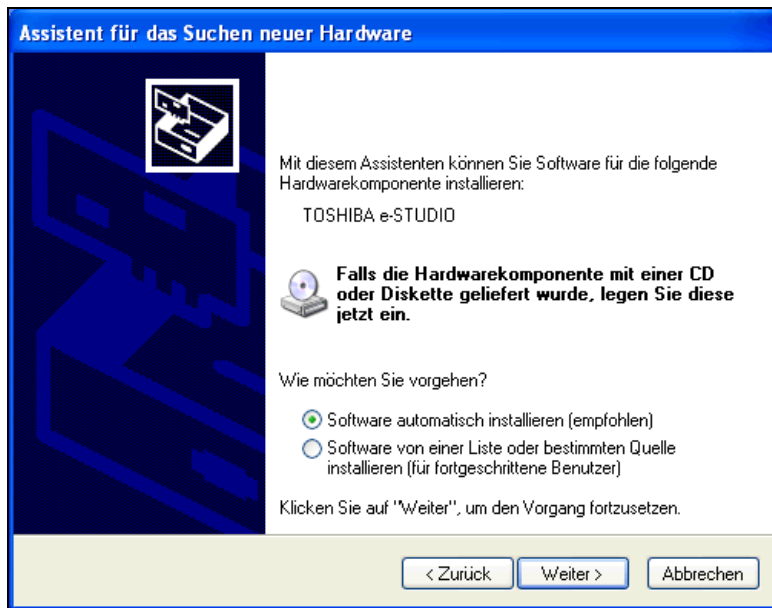 Assistent für das Suchen neuer Hardware
Mit diesem Assistenten können Sie Software für die folgende
Hardwarekomponente installieren:
TOSHIBA e-STUDIO
Falls die Hardwarekomponente mit einer CD
oder Diskette geliefert wurde, legen Sie diese
jetzt ein.
Wie möchten Sie vorgehen?
Software automatisch installieren (empfohlen)
Software von einer Liste oder bestimmten Quelle
installieren (für fortgeschrittene Benutzer)
Klicken Sie auf "Weiter", um den Vorgang fortzusetzen.
< Zurück Weiter > Abbrechen